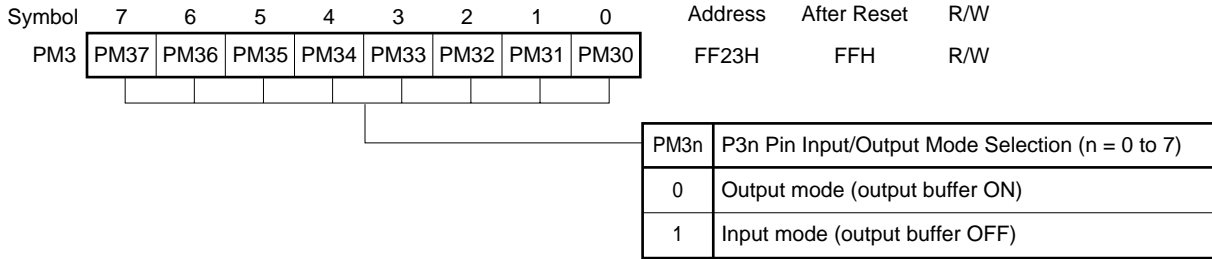 Symbol 7 6 5 4 3 2 1 0 Address After Reset R/W
PM3 PM37 PM36 PM35 PM34 PM33 PM32 PM31 PM30 FF23H FFH R/W
PM3n P3n Pin Input/Output Mode Selection (n = 0 to 7)
0 Output mode (output buffer ON)
1 Input mode (output buffer OFF)